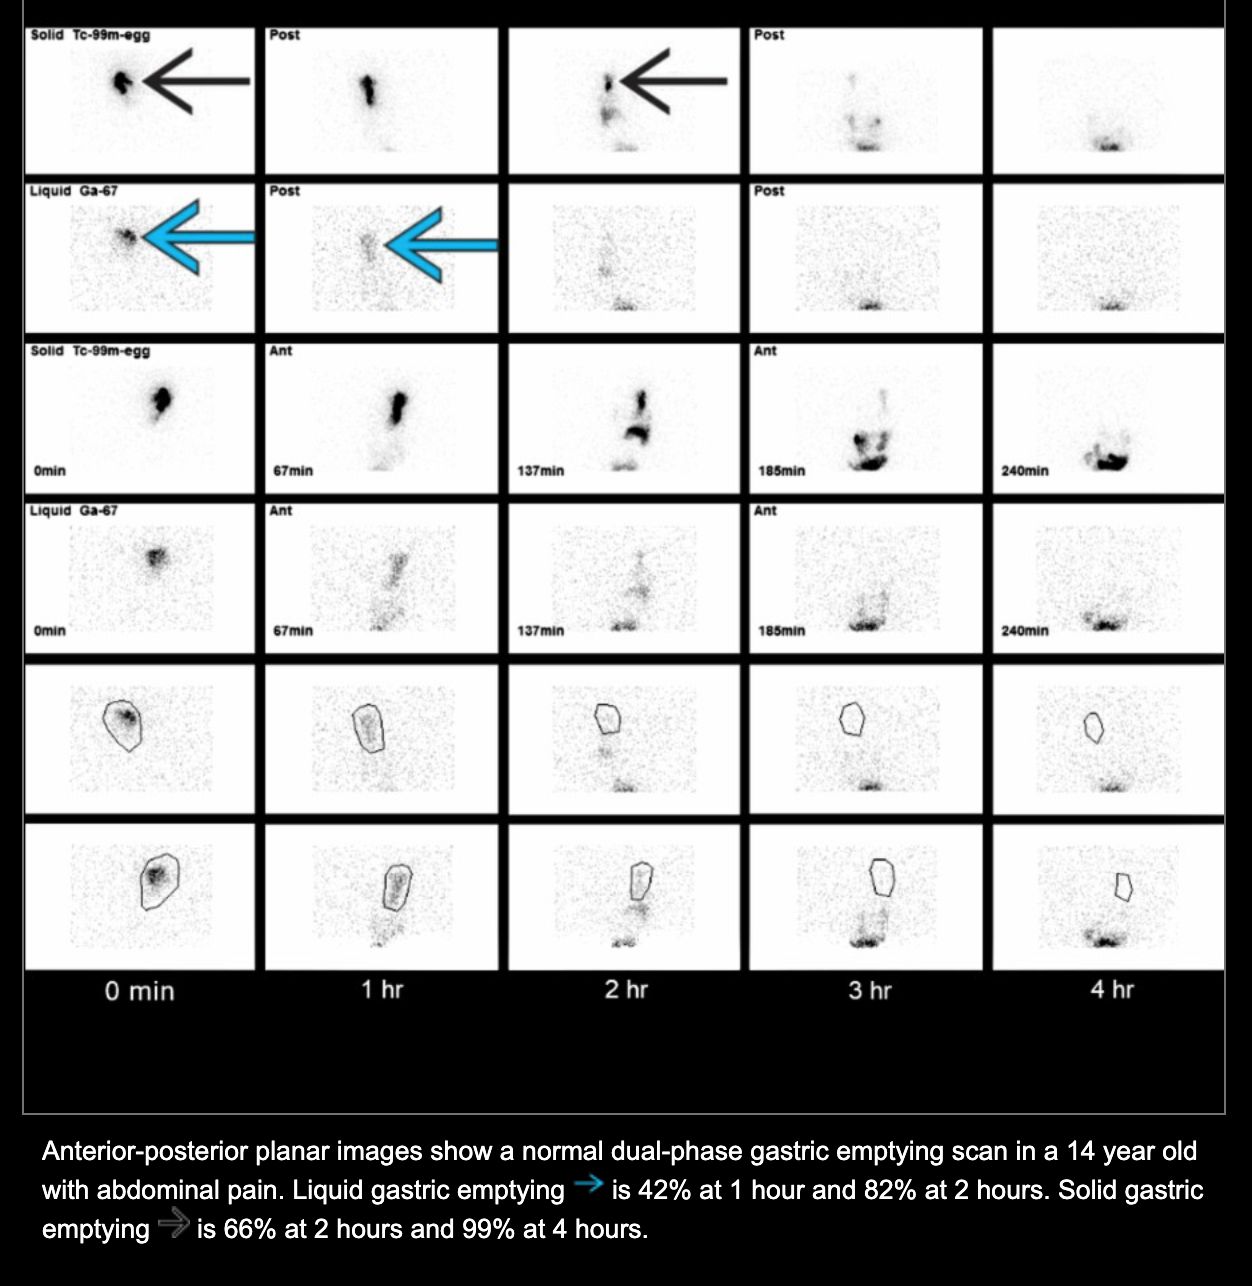 Solid Tc-99m-egg
Post
Post
Liquid Ga-67
Post
Post
Solid Tc-99m-egg
Ant
Ant
0min
67min
137min
185min
240min
Liquid Ga-67
Ant
Ant
0min
67min
137min
185min
240min
0 min
1 hr
2 hr
3 hr
4 hr
Anterior-posterior planar images show a normal dual-phase gastric emptying scan in a 14 year old
with abdominal pain. Liquid gastric emptying → is 42% at 1 hour and 82% at 2 hours. Solid gastric
emptying ⇒ is 66% at 2 hours and 99% at 4 hours.